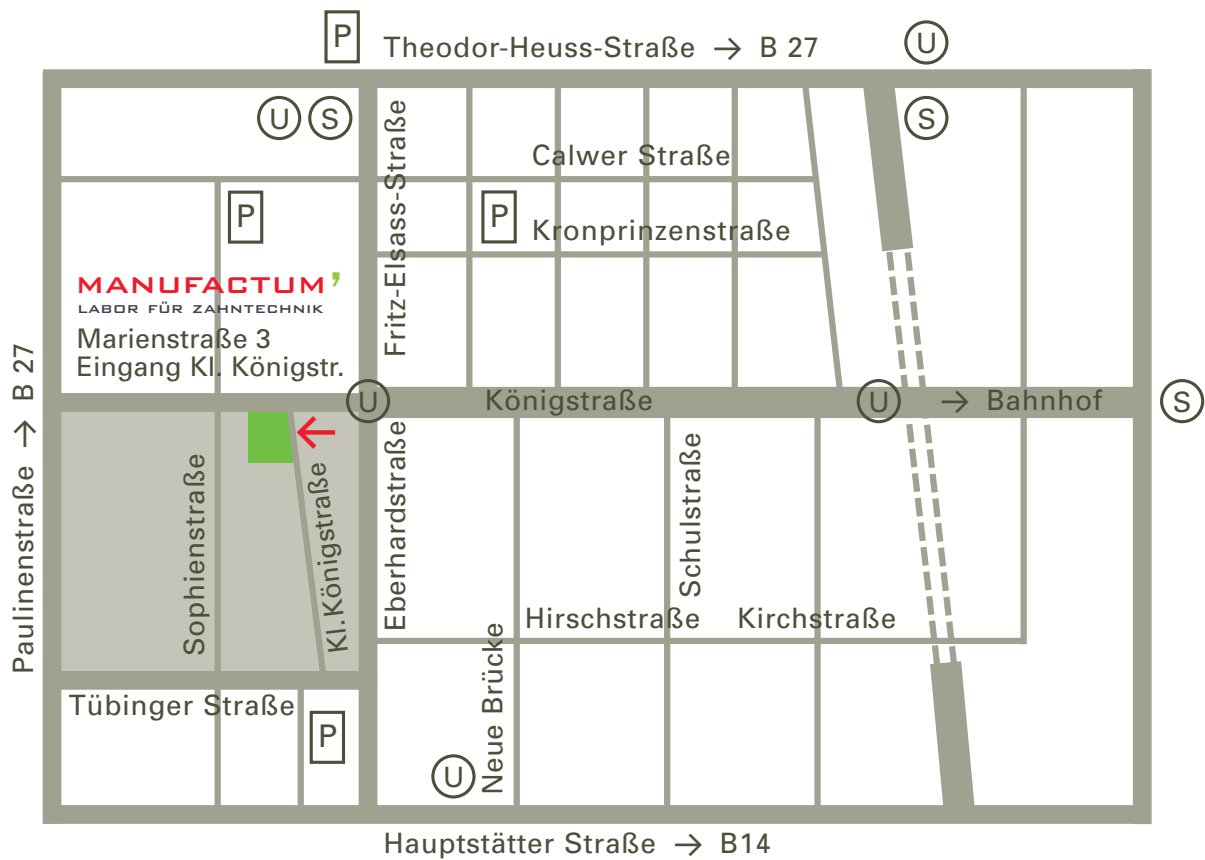 P
Theodor-Heuss-Straße → B 27
U
U
S
S
Calwer Straße
P
P
Kronprinzenstraße
Fritz-Elsass-Straße
MANUFACTUM’
LABOR FÜR ZAHNTECHNIK
Marienstraße 3
Eingang Kl. Königstr.
Paulinenstraße → B 27
U
Königstraße
U
→ Bahnhof
S
Sophienstraße
Kl.Königstraße
Eberhardstraße
Schulstraße
Hirschstraße
Kirchstraße
Tübinger Straße
P
Neue Brücke
U
Hauptstätter Straße → B14